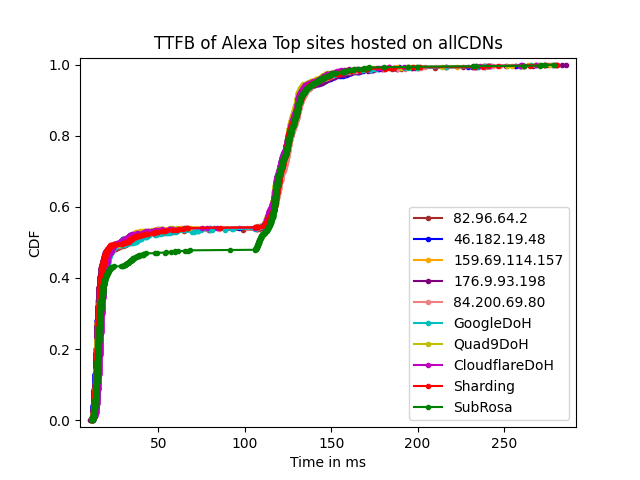 TTFB of Alexa Top sites hosted on allCDNs
1.0
0.8
0.6
0.4
0.2
0.0
CDF
82.96.64.2
46.182.19.48
159.69.114.157
176.9.93.198
84.200.69.80
GoogleDoH
Quad9DoH
CloudflareDoH
Sharding
SubRosa
50 100 150 200 250
Time in ms